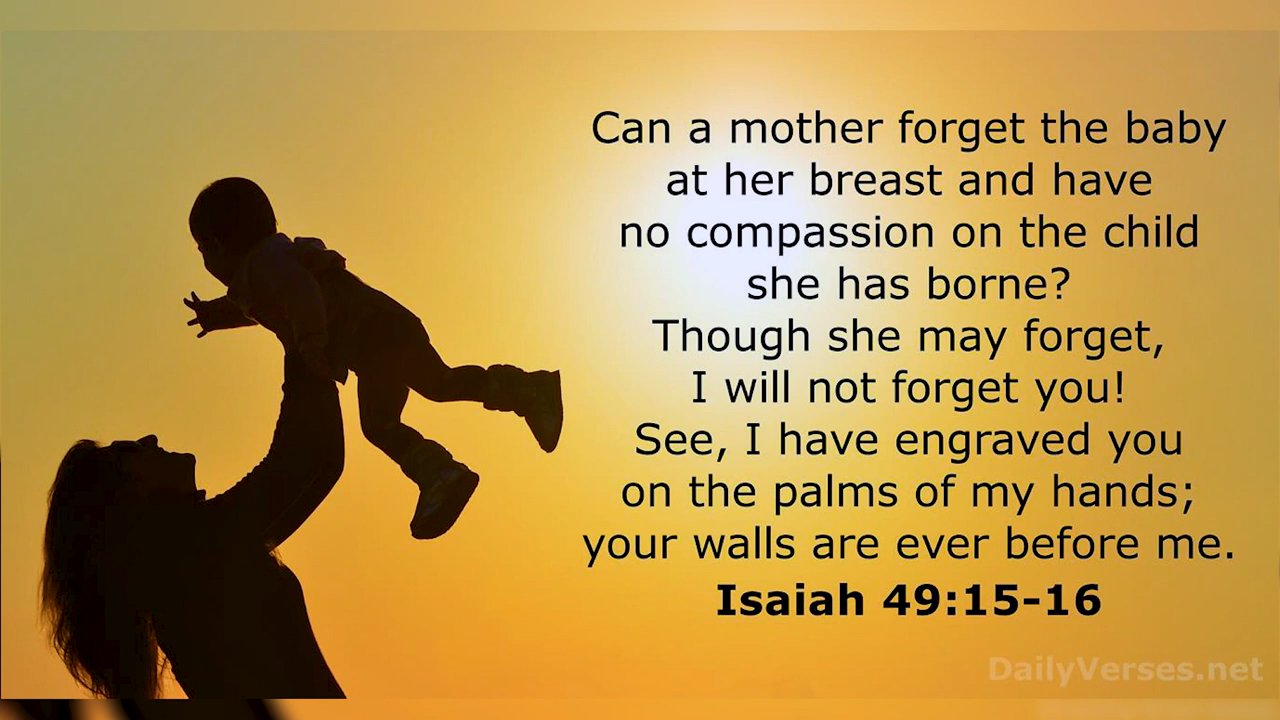 Can a mother forget the baby
at her breast and have
no compassion on the child
she has borne?
Though she may forget,
I will not forget you!
See, I have engraved you
on the palms of my hands;
your walls are ever before me.
Isaiah 49:15-16
DailyVerses.net